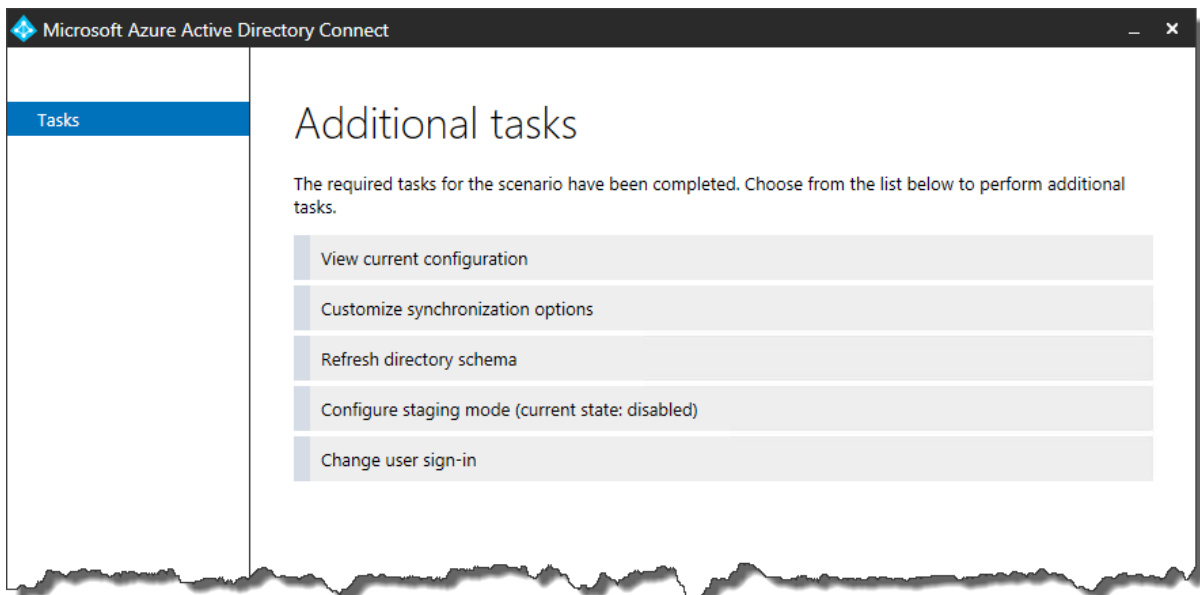 Microsoft Azure Active Directory Connect
Tasks
Additional tasks
The required tasks for the scenario have been completed. Choose from the list below to perform additional
tasks.
View current configuration
Customize synchronization options
Refresh directory schema
Configure staging mode (current state: disabled)
Change user sign-in